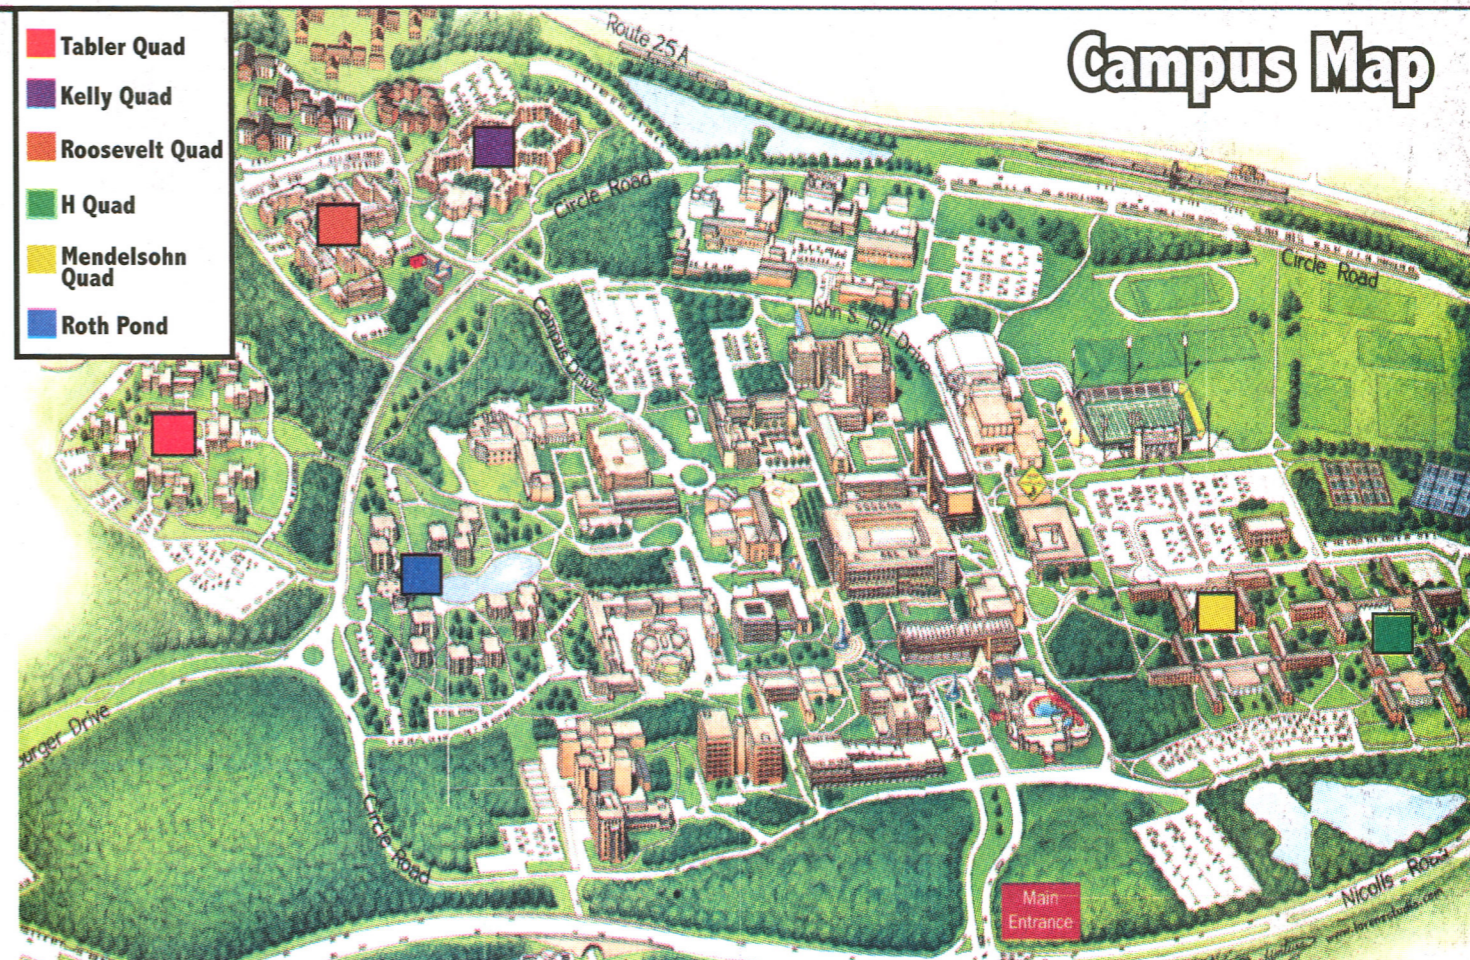 Campus Map
Tabler Quad
Kelly Quad
Roosevelt Quad
H Quad
Mendelsohn
Quad
Roth Pond
Route 25A
Circle Road
Circle Road
Campus Drive
John S. Toll Drive
Drive
Circle Road
Main
Entrance
Nicolls Road